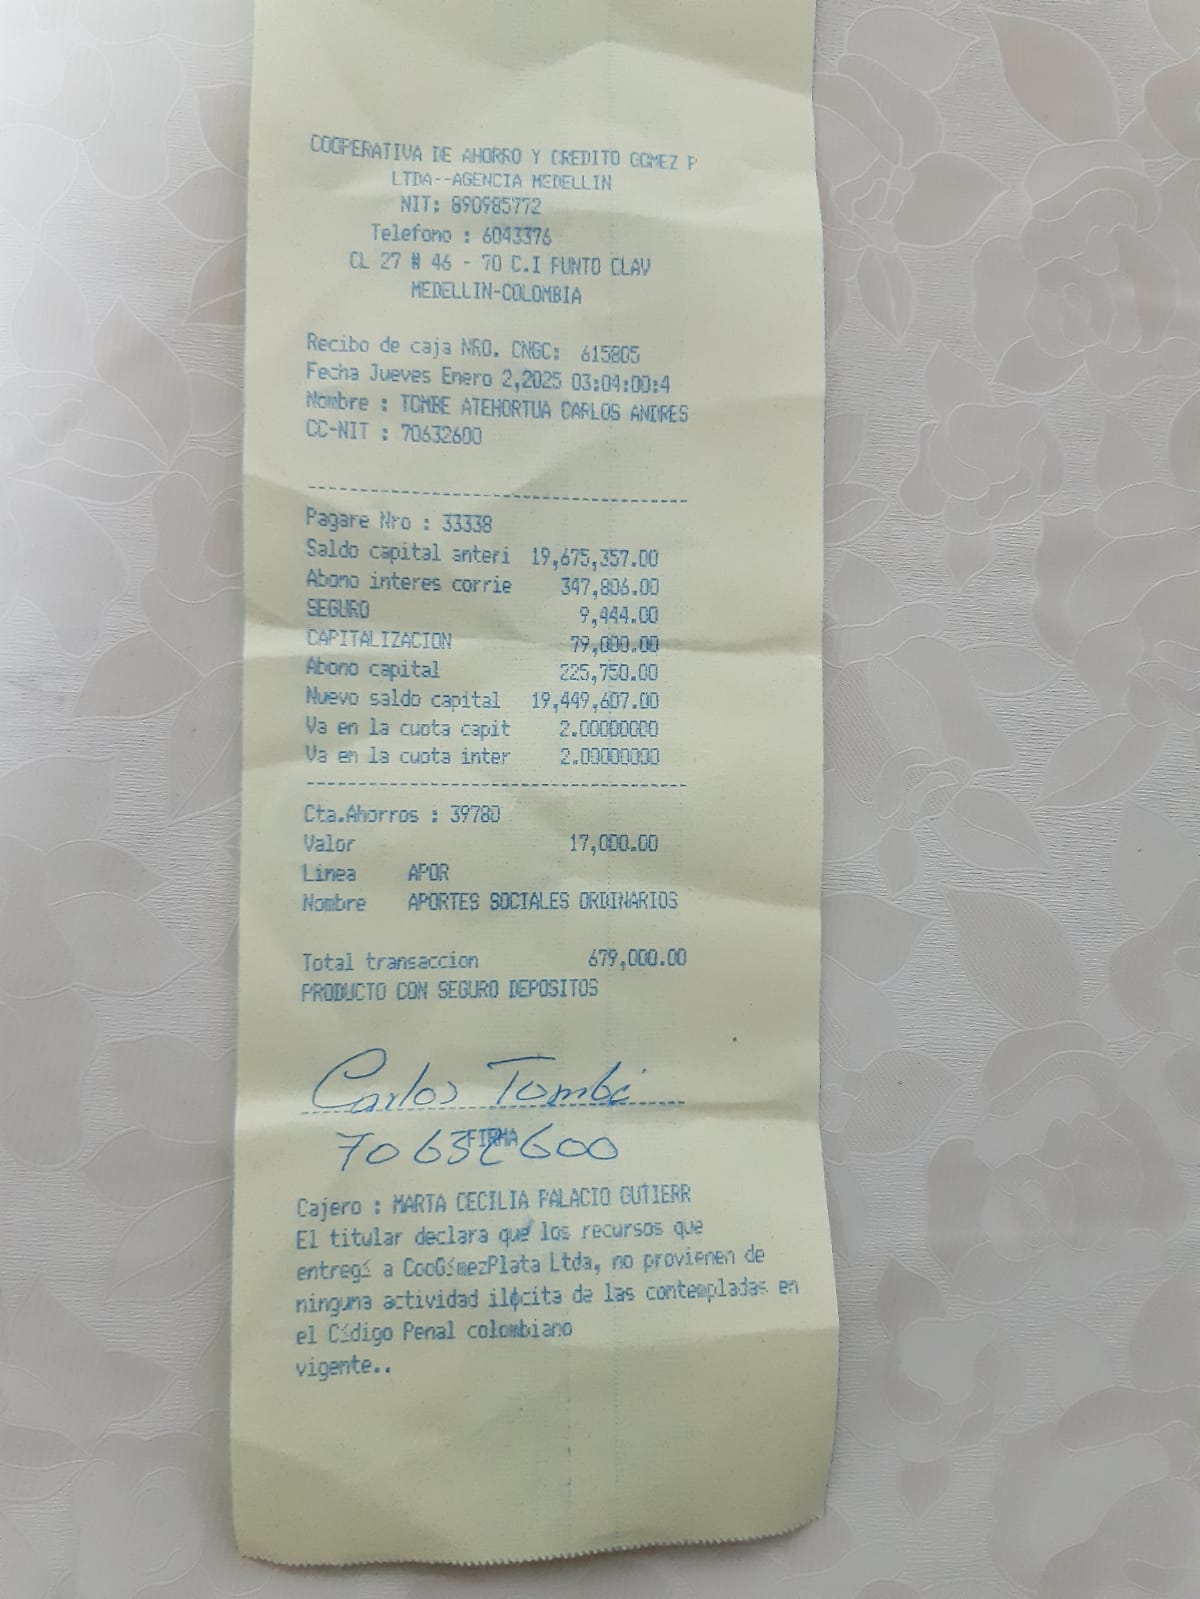 COOPERATIVA DE AHORRO Y CREDITO GOMEZ P
LTDA--AGENCIA MEDELLIN
NIT: 890985772
Telefono : 6043376
CL 27 # 46 - 70 C.I PUNTO CLAV
MEDELLIN-COLOMBIA
Recibo de caja NRO. CNGC: 615805
Fecha Jueves Enero 2,2025 03:04:00:4
Nombre : TOMBE ATEHORTUA CARLOS ANDRES
CC-NIT : 70632600
Pagare Nro : 33338
Saldo capital anteri 19,675,357.00
Abono interes corrie 347,806.00
SEGURO 9,444.00
CAPITALIZACION 79,000.00
Abono capital 225,750.00
Nuevo saldo capital 19,449,607.00
Va en la cuota capit 2.00000000
Va en la cuota inter 2.00000000
Cta.Ahorros : 39780
Valor 17,000.00
Linea APOR
Nombre APORTES SOCIALES ORDINARIOS
Total transaccion 679,000.00
PRODUCTO CON SEGURO DEPOSITOS
Carlos Tombé
FIRMA
70632600
Cajero : MARTA CECILIA PALACIO GUTIERR
El titular declara que los recursos que
entregí a CooGímezPlata Ltda, no provienen de
ninguna actividad ilícita de las contempladas en
el Cídigo Penal colombiano
vigente..